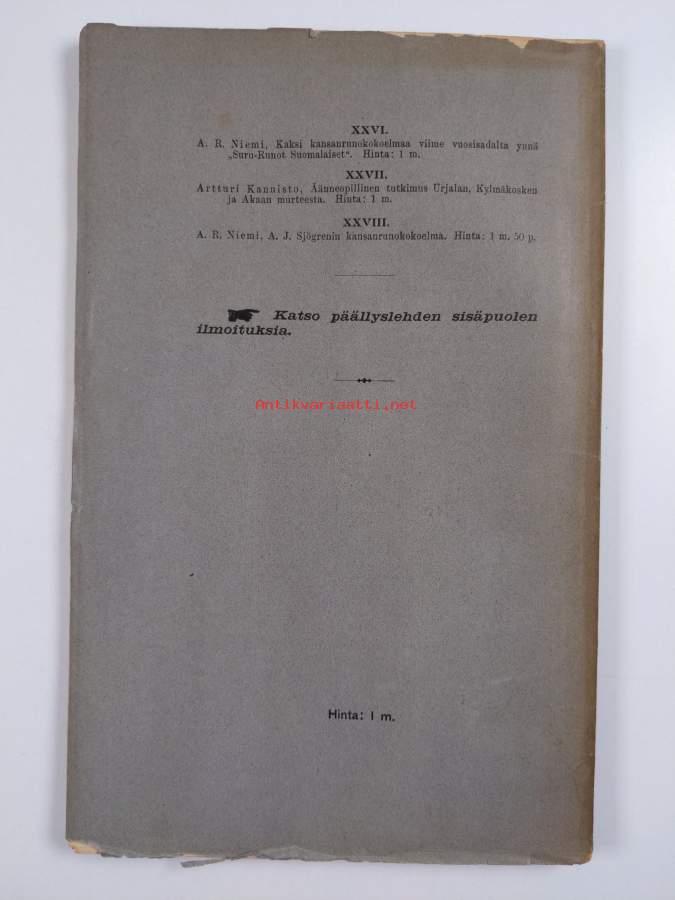 XXVI.
A. R. Niemi, Kaksi kansanrunokokoelmaa viime vuosisadalta ynnä
„Suru-Runot Suomalaiset“. Hinta: 1 m.
XXVII.
Artturi Kannisto, Äänneopillinen tutkimus Urjalan, Kylmäkosken
ja Akaan murteesta. Hinta: 1 m.
XXVIII.
A. R. Niemi, A. J. Sjögrenin kansanrunokokoelma. Hinta: 1 m. 50 p.
Katso päällyslehden sisäpuolen
ilmoituksia.
Antikvariaatti.net
Hinta: 1 m.